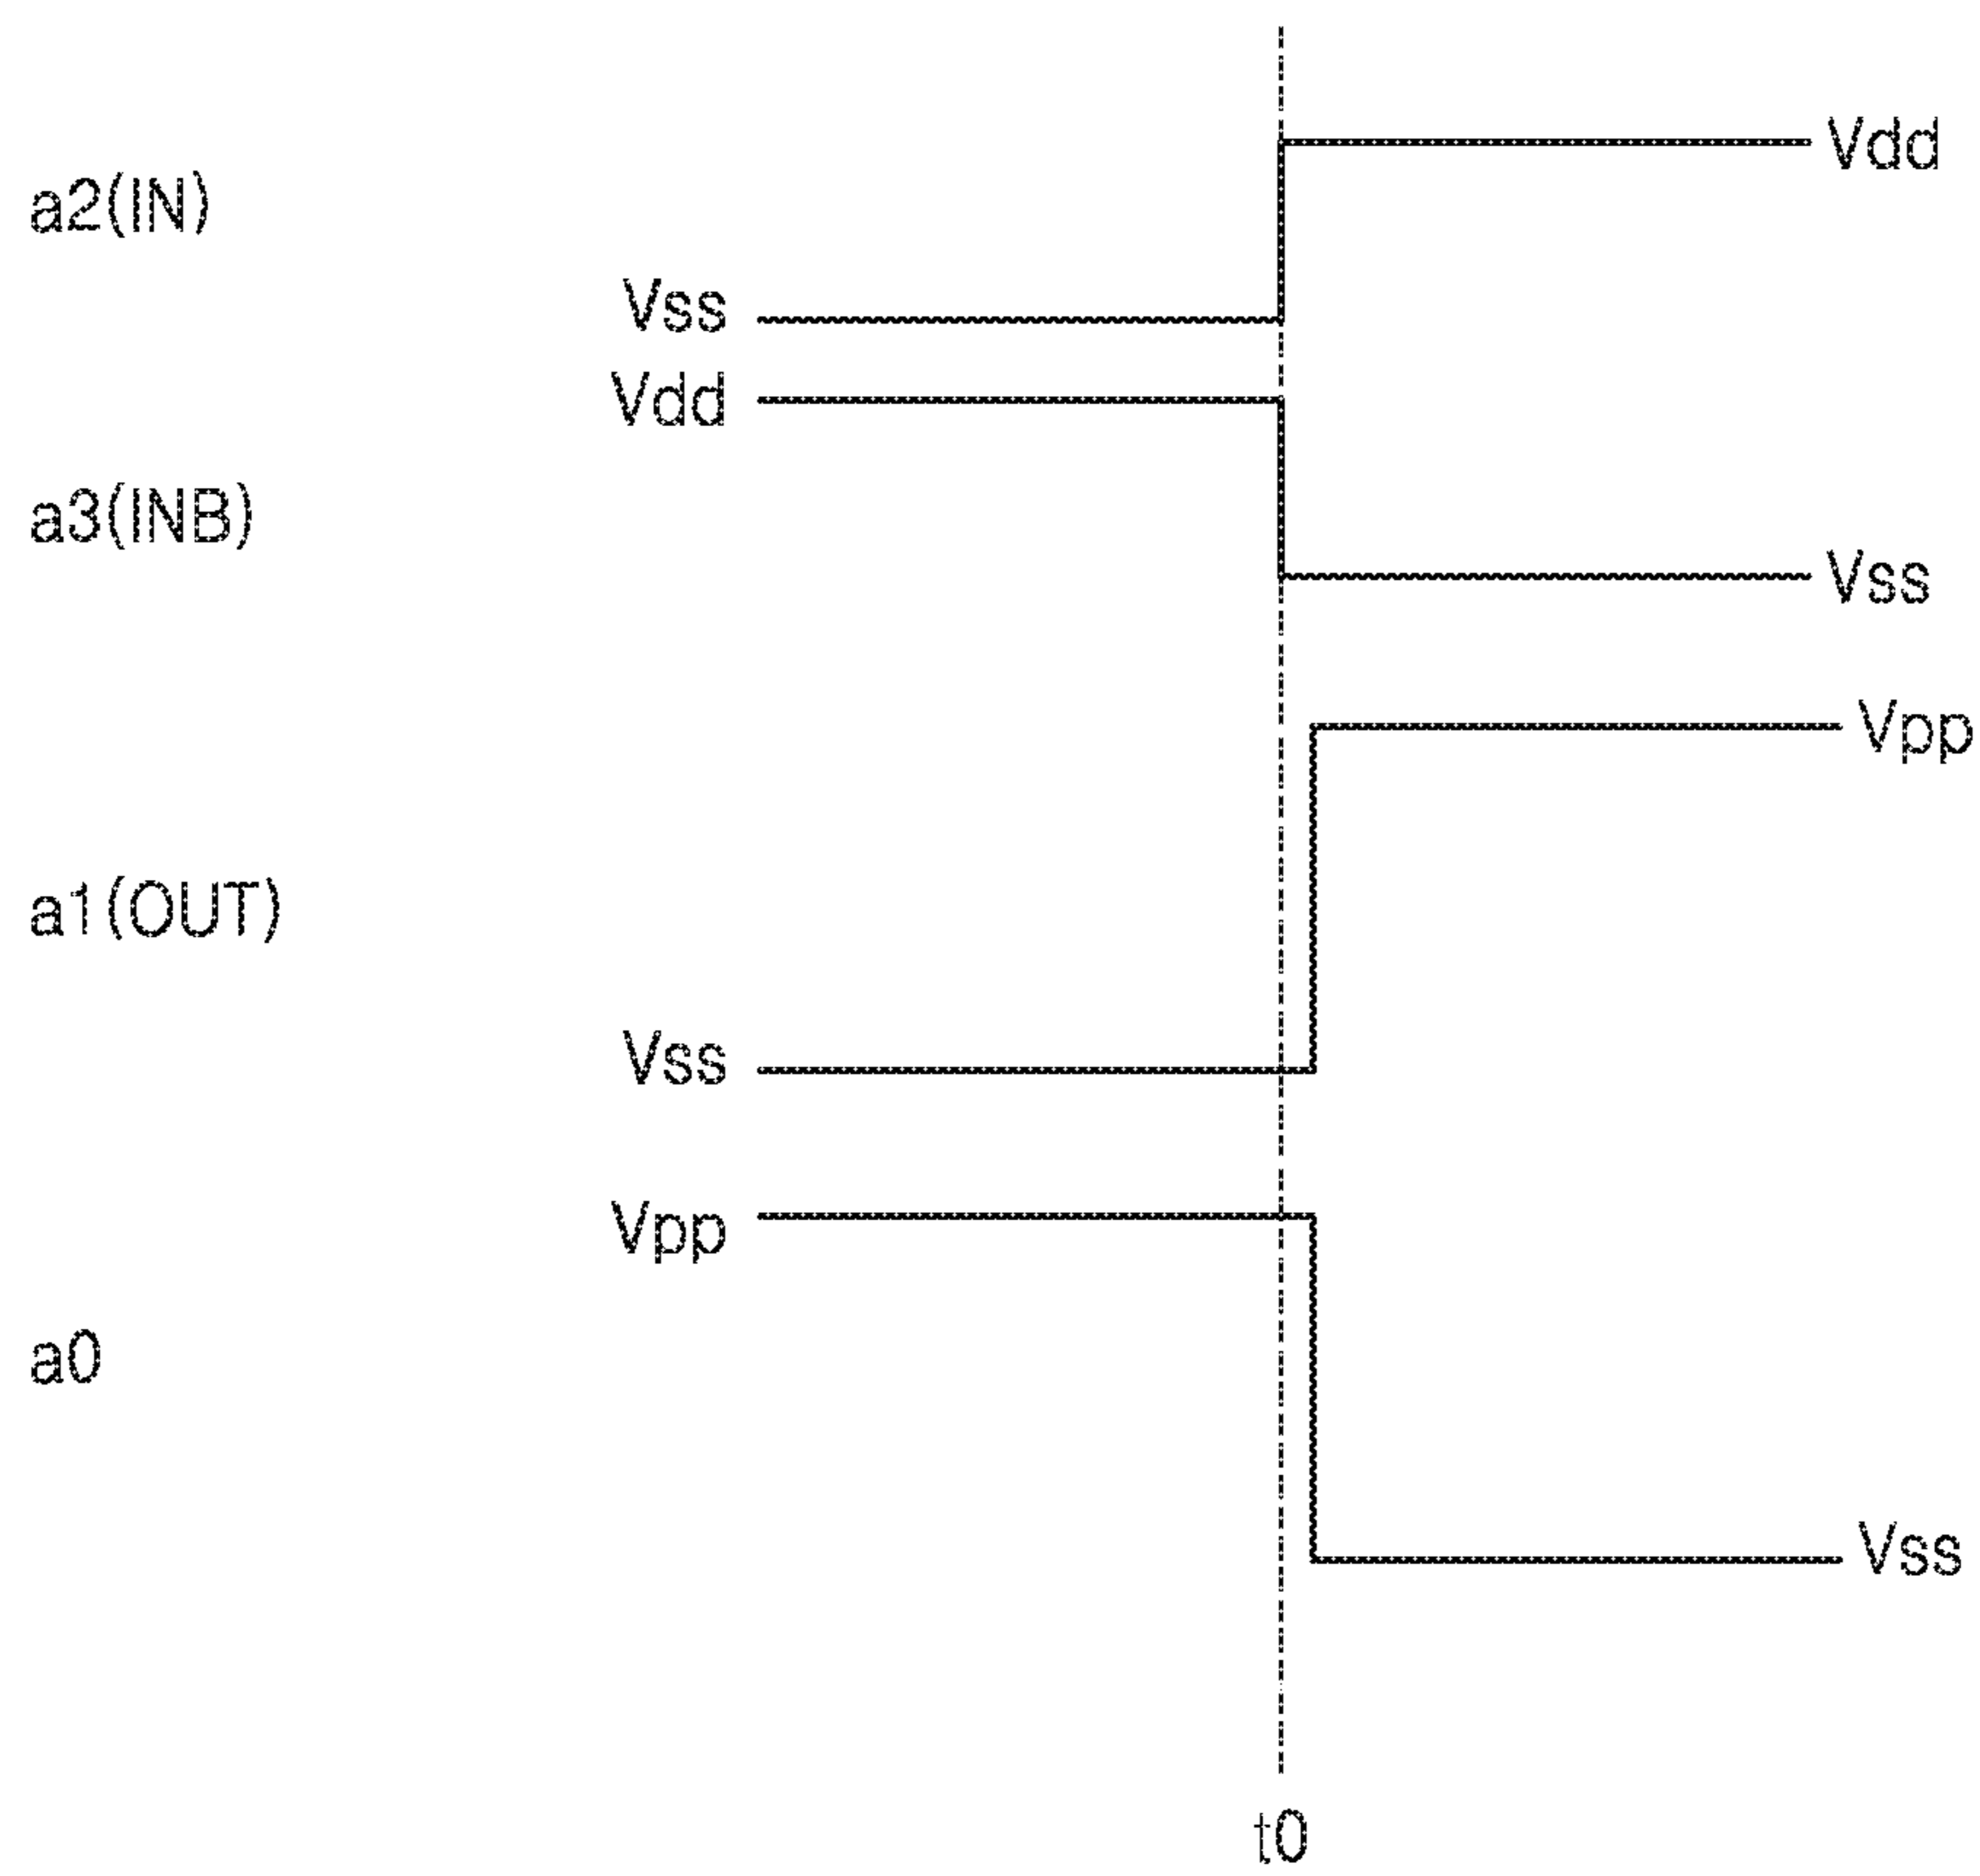 Vdd
a2(IN)
Vss
Vdd
a3(INB)
Vss
Vpp
a1(OUT)
Vss
Vpp
a0
Vss
t0